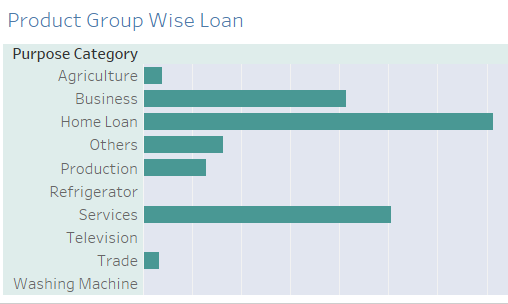 Product Group Wise Loan
Purpose Category
Agriculture
Business
Home Loan
Others
Production
Refrigerator
Services
Television
Trade
Washing Machine